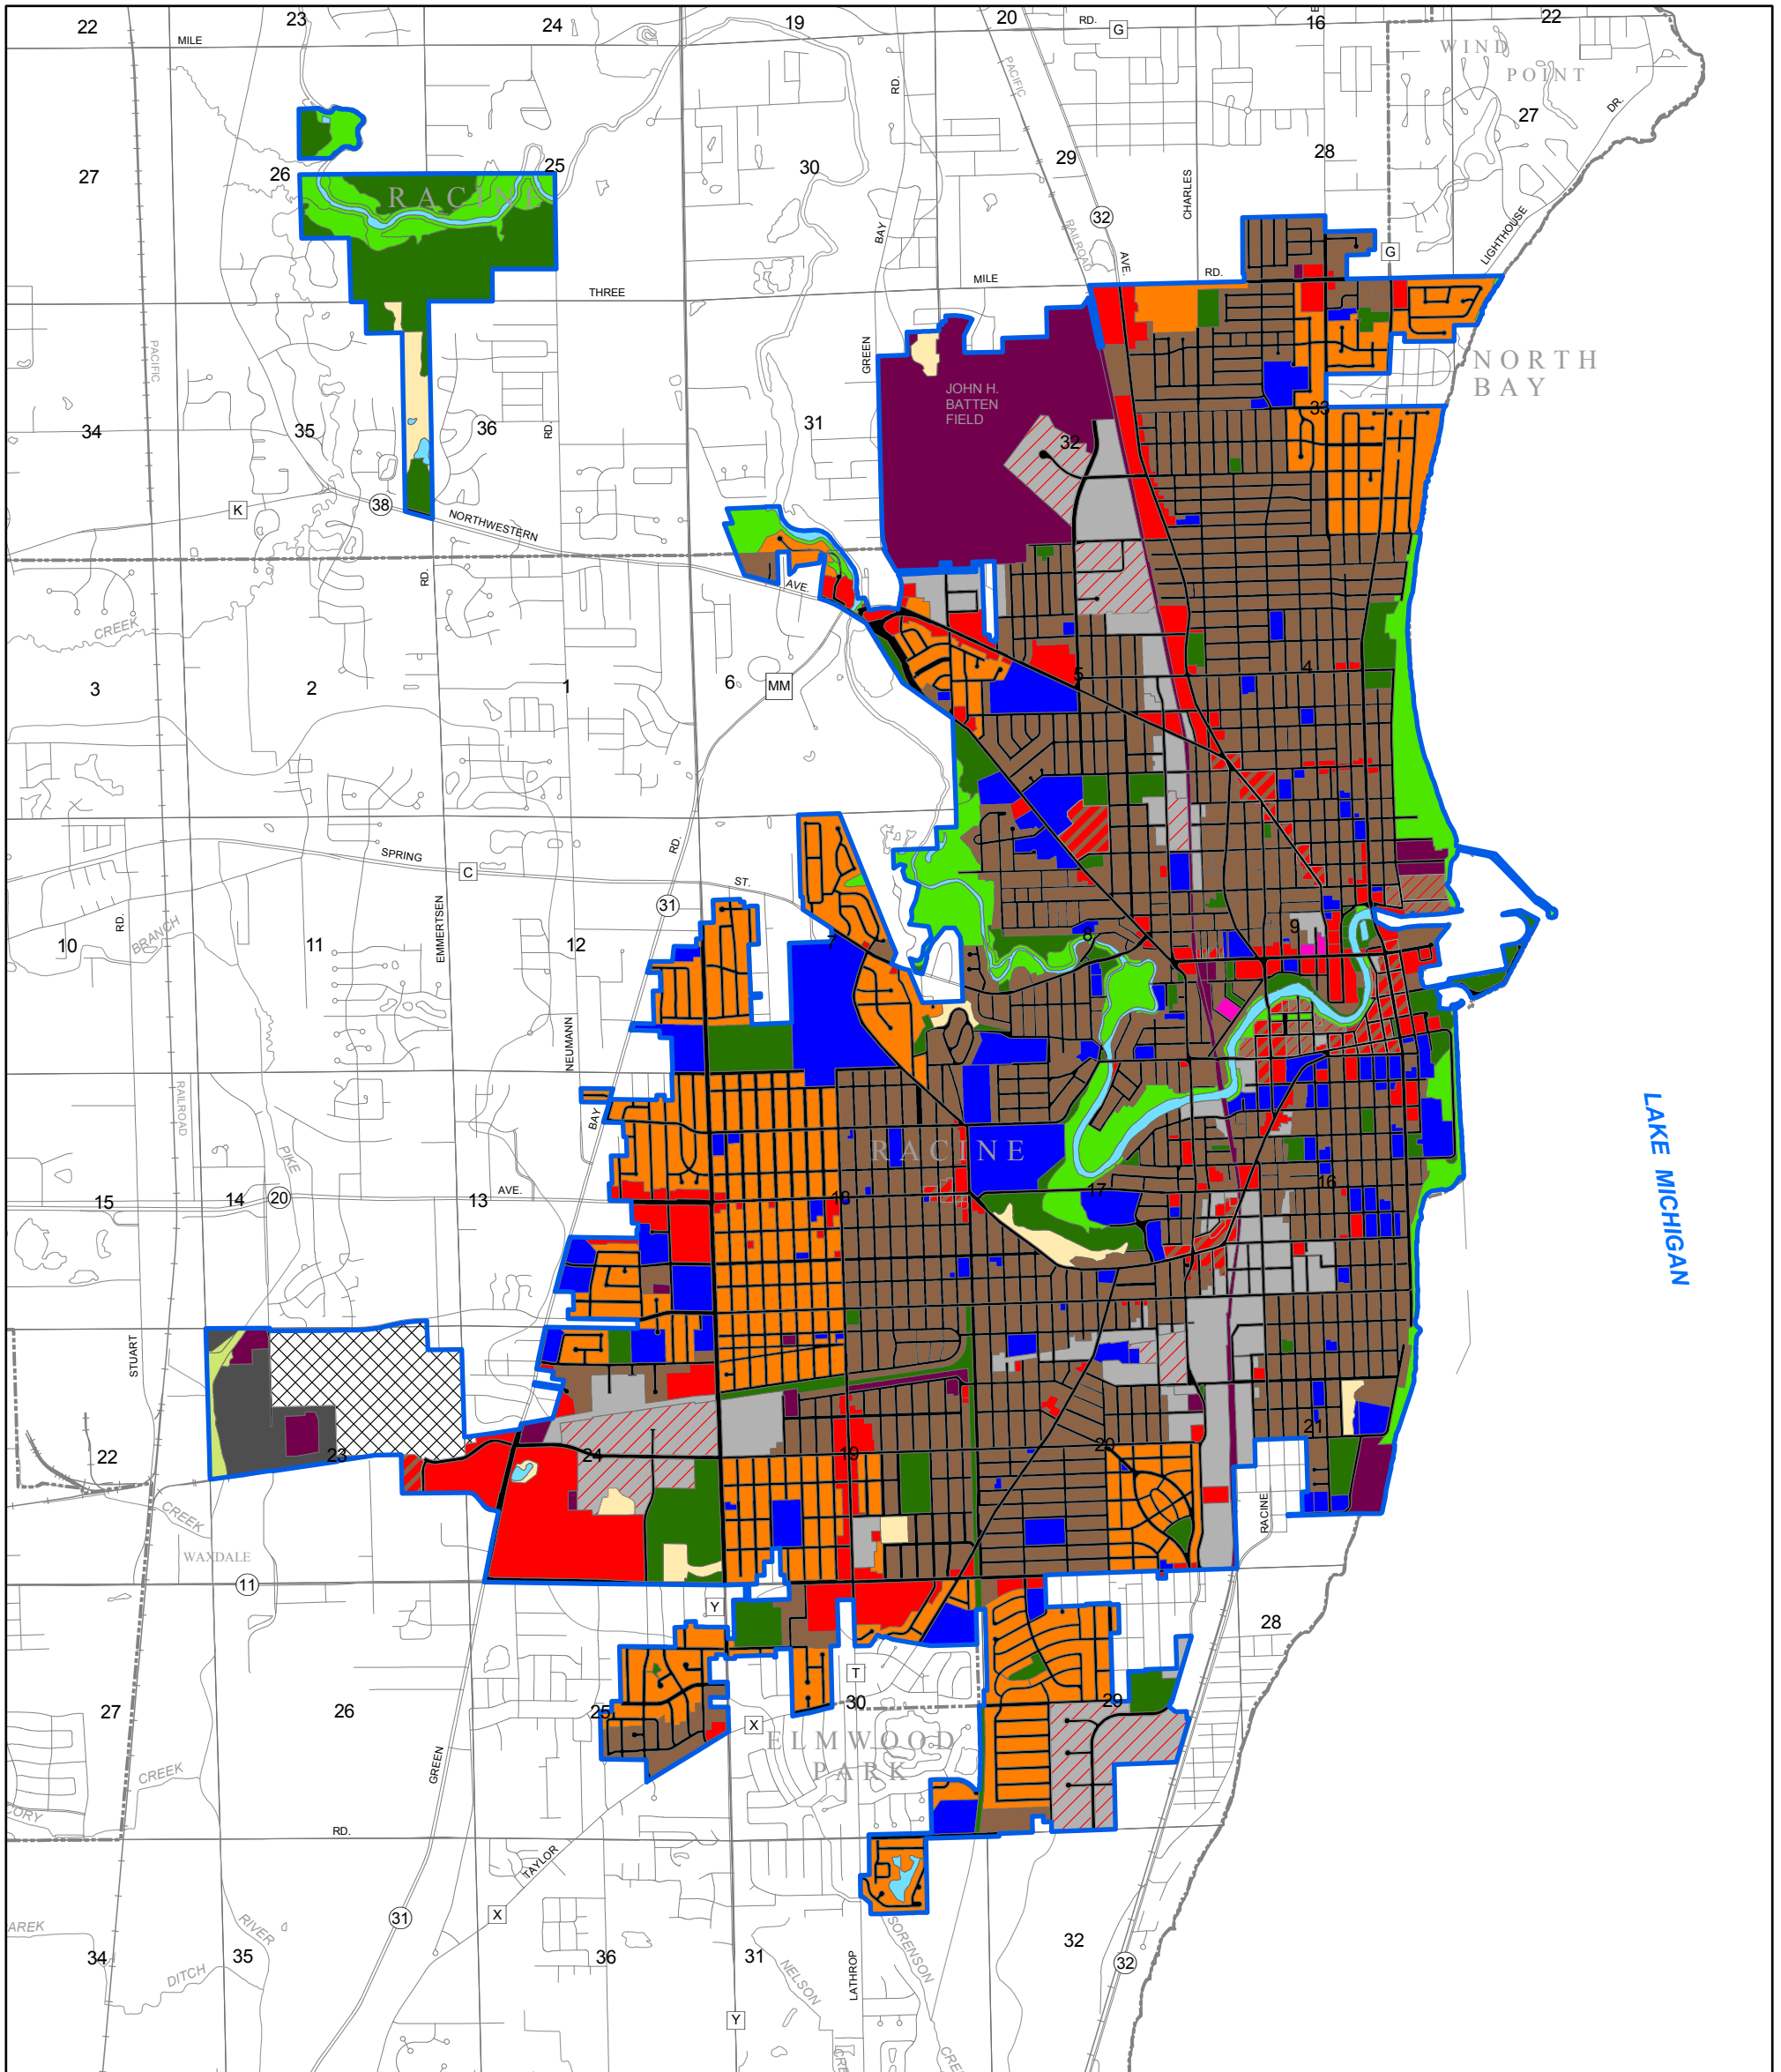 22
23
24
19
20
RD.
G
16
22
MILE
WIND
POINT
PACIFIC
RD.
DR.
27
27
26
25
RACINE
30
29
28
CHARLES
32
RAILROAD
BAY
AVE.
LIGHTHOUSE
G
THREE
MILE
RD.
PACIFIC
GREEN
NORTH
BAY
JOHN H.
BATTEN
FIELD
34
35
36
RD.
31
32
33
K
38
NORTHWESTERN
AVE.
RD.
CREEK
3
2
1
6
MM
5
4
SPRING
C
ST.
RD.
31
RD.
BRANCH
10
11
EMMERTSEN
12
7
8
9
NEUMANN
RAILROAD
BAY
PIKE
RACINE
LAKE MICHIGAN
15
14
20
13
AVE.
18
17
16
STUART
22
23
24
19
20
21
CREEK
RACINE
WAXDALE
11
Y
28
T
27
26
25
30
29
X
ELMWOOD
PARK
GREEN
CREEK
RD.
TAYLOR
31
X
RIVER
34
35
DITCH
36
31
NELSON
LATHROP
SORENSON
32
32
Y